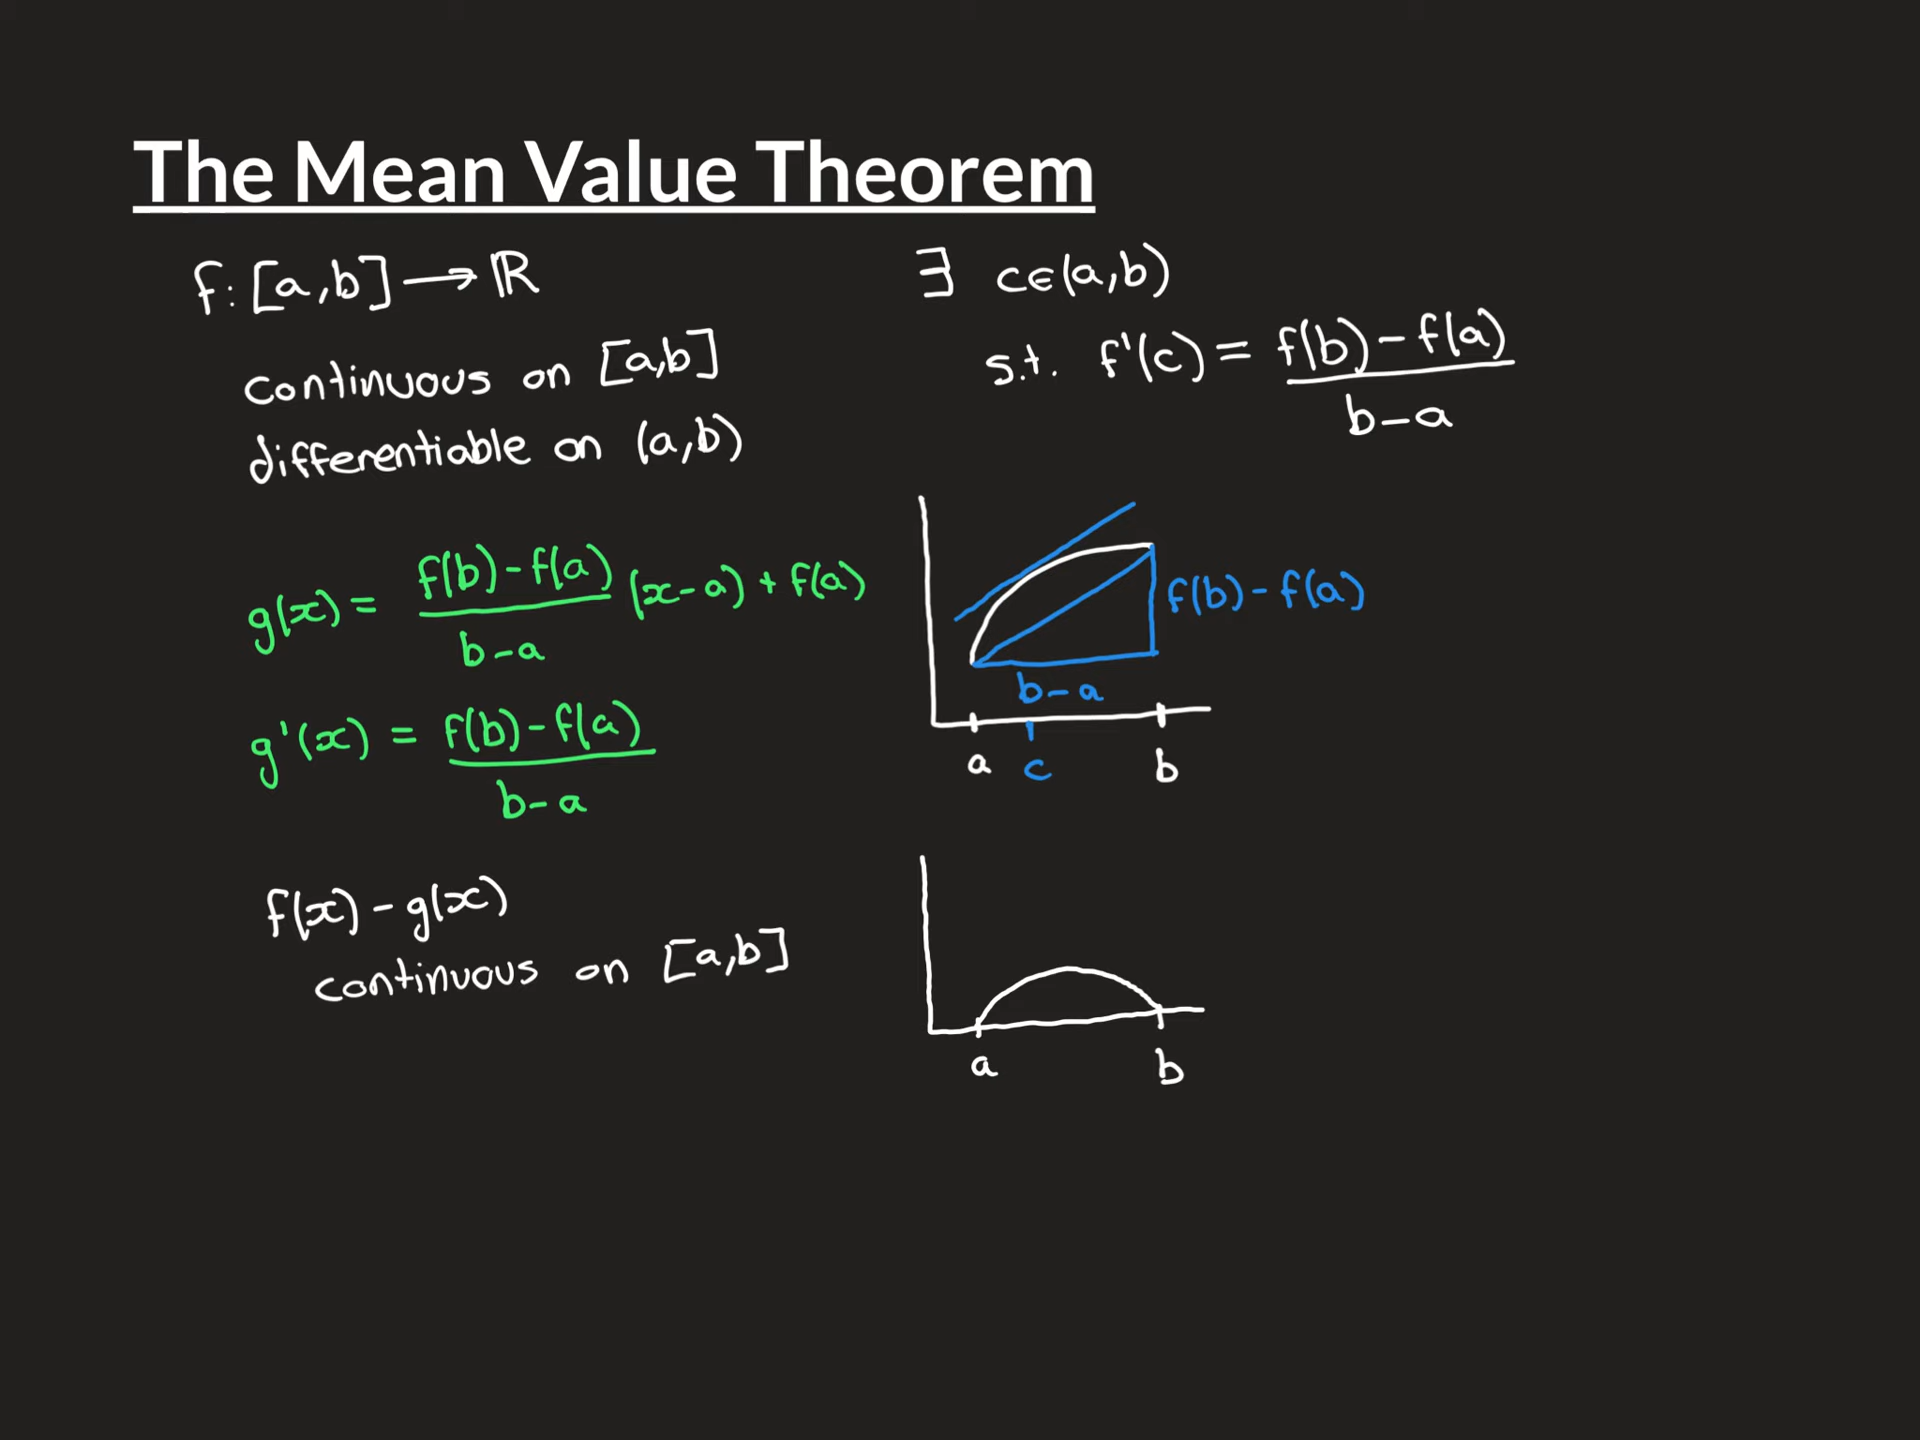 The Mean Value Theorem
f: [a,b] ⟶ ℝ
continuous on [a,b]
differentiable on (a,b)
∃ c∈(a,b)
s.t. f'(c) = f(b)-f(a)
b-a
g(x) = f(b)-f(a) (x-a) + f(a)
b-a
g'(x) = f(b)-f(a)
b-a
f(b)-f(a)
b-a
a c b
f(x) - g(x)
continuous on [a,b]
a b